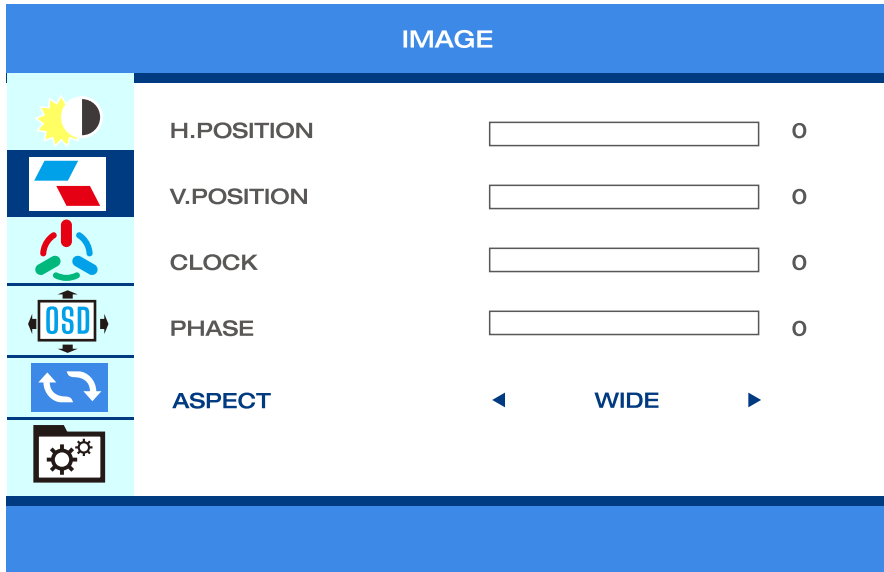 IMAGE
H.POSITION 0
V.POSITION 0
CLOCK 0
PHASE 0
OSD
ASPECT WIDE